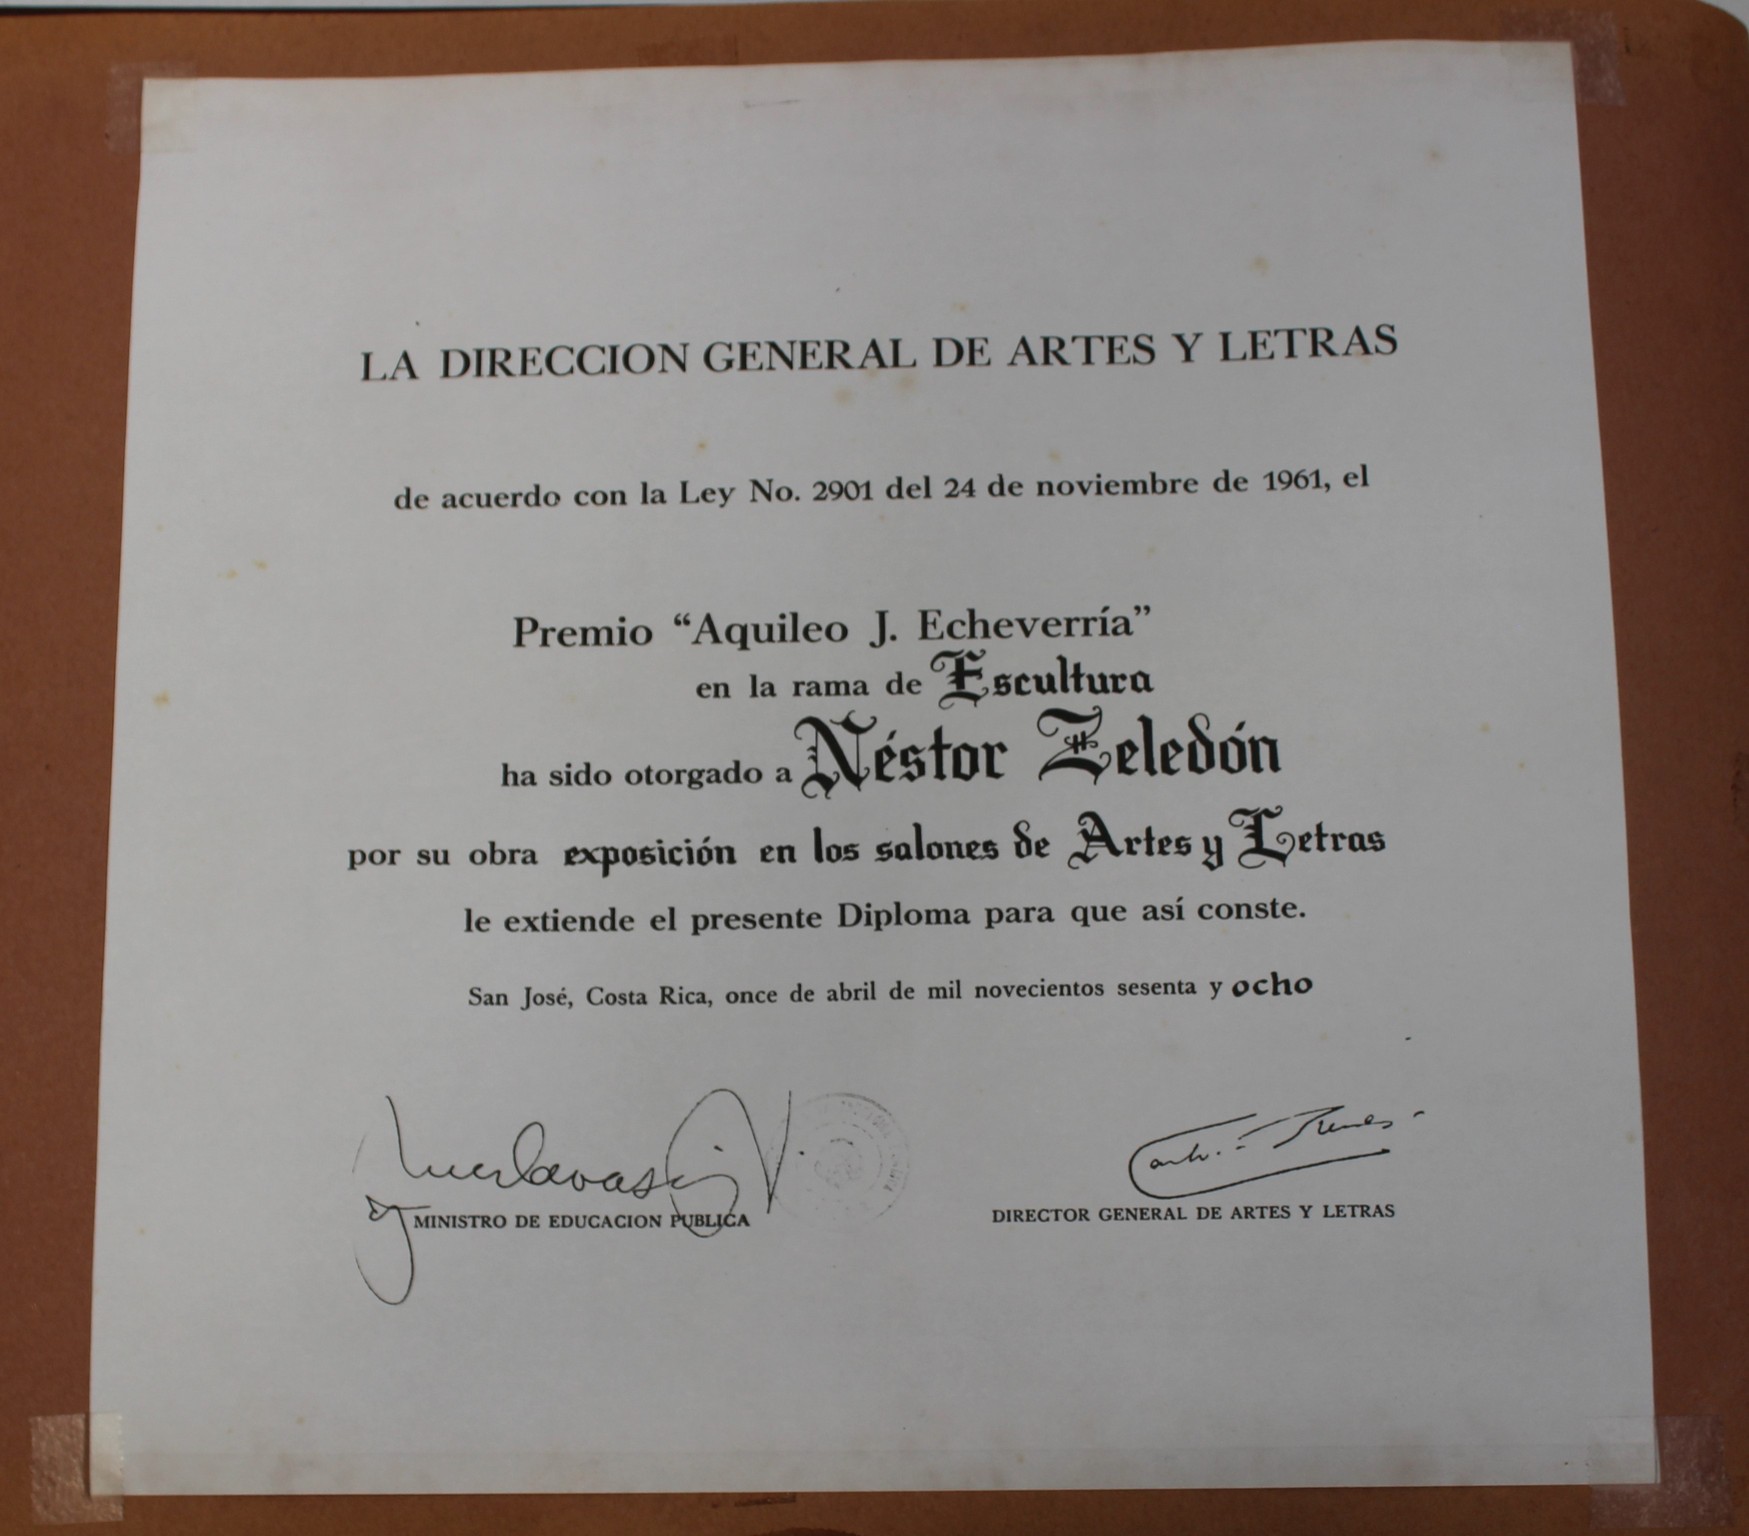 LA DIRECCION GENERAL DE ARTES Y LETRAS
de acuerdo con la Ley No. 2901 del 24 de noviembre de 1961, el
Premio “Aquileo J. Echeverría”
en la rama de Escultura
ha sido otorgado a Néstor Zeledón
por su obra exposición en los salones de Artes y Letras
le extiende el presente Diploma para que así conste.
San José, Costa Rica, once de abril de mil novecientos sesenta y ocho
MINISTRO DE EDUCACION PUBLICA
DIRECTOR GENERAL DE ARTES Y LETRAS